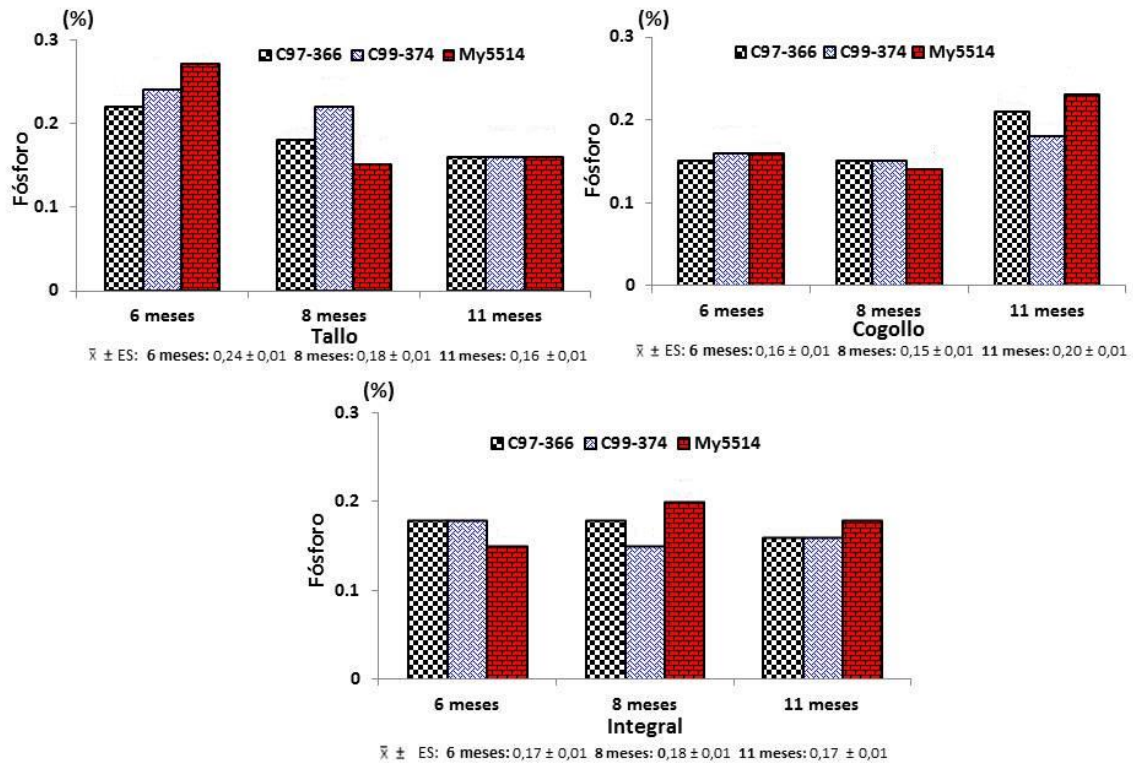 (%)
0.3
C97-366 C99-374 My5514
0.2
0.1
0
Fósforo
6 meses 8 meses 11 meses
Tallo
x̄ ± ES: 6 meses: 0,24 ± 0,01 8 meses: 0,18 ± 0,01 11 meses: 0,16 ± 0,01
(%)
0.3
C97-366 C99-374 My5514
0.2
0.1
0
Fósforo
6 meses 8 meses 11 meses
Cogollo
x̄ ± ES: 6 meses: 0,16 ± 0,01 8 meses: 0,15 ± 0,01 11 meses: 0,20 ± 0,01
(%)
0.3
C97-366 C99-374 My5514
0.2
0.1
0
Fósforo
6 meses 8 meses 11 meses
Integral
x̄ ± ES: 6 meses: 0,17 ± 0,01 8 meses: 0,18 ± 0,01 11 meses: 0,17 ± 0,01